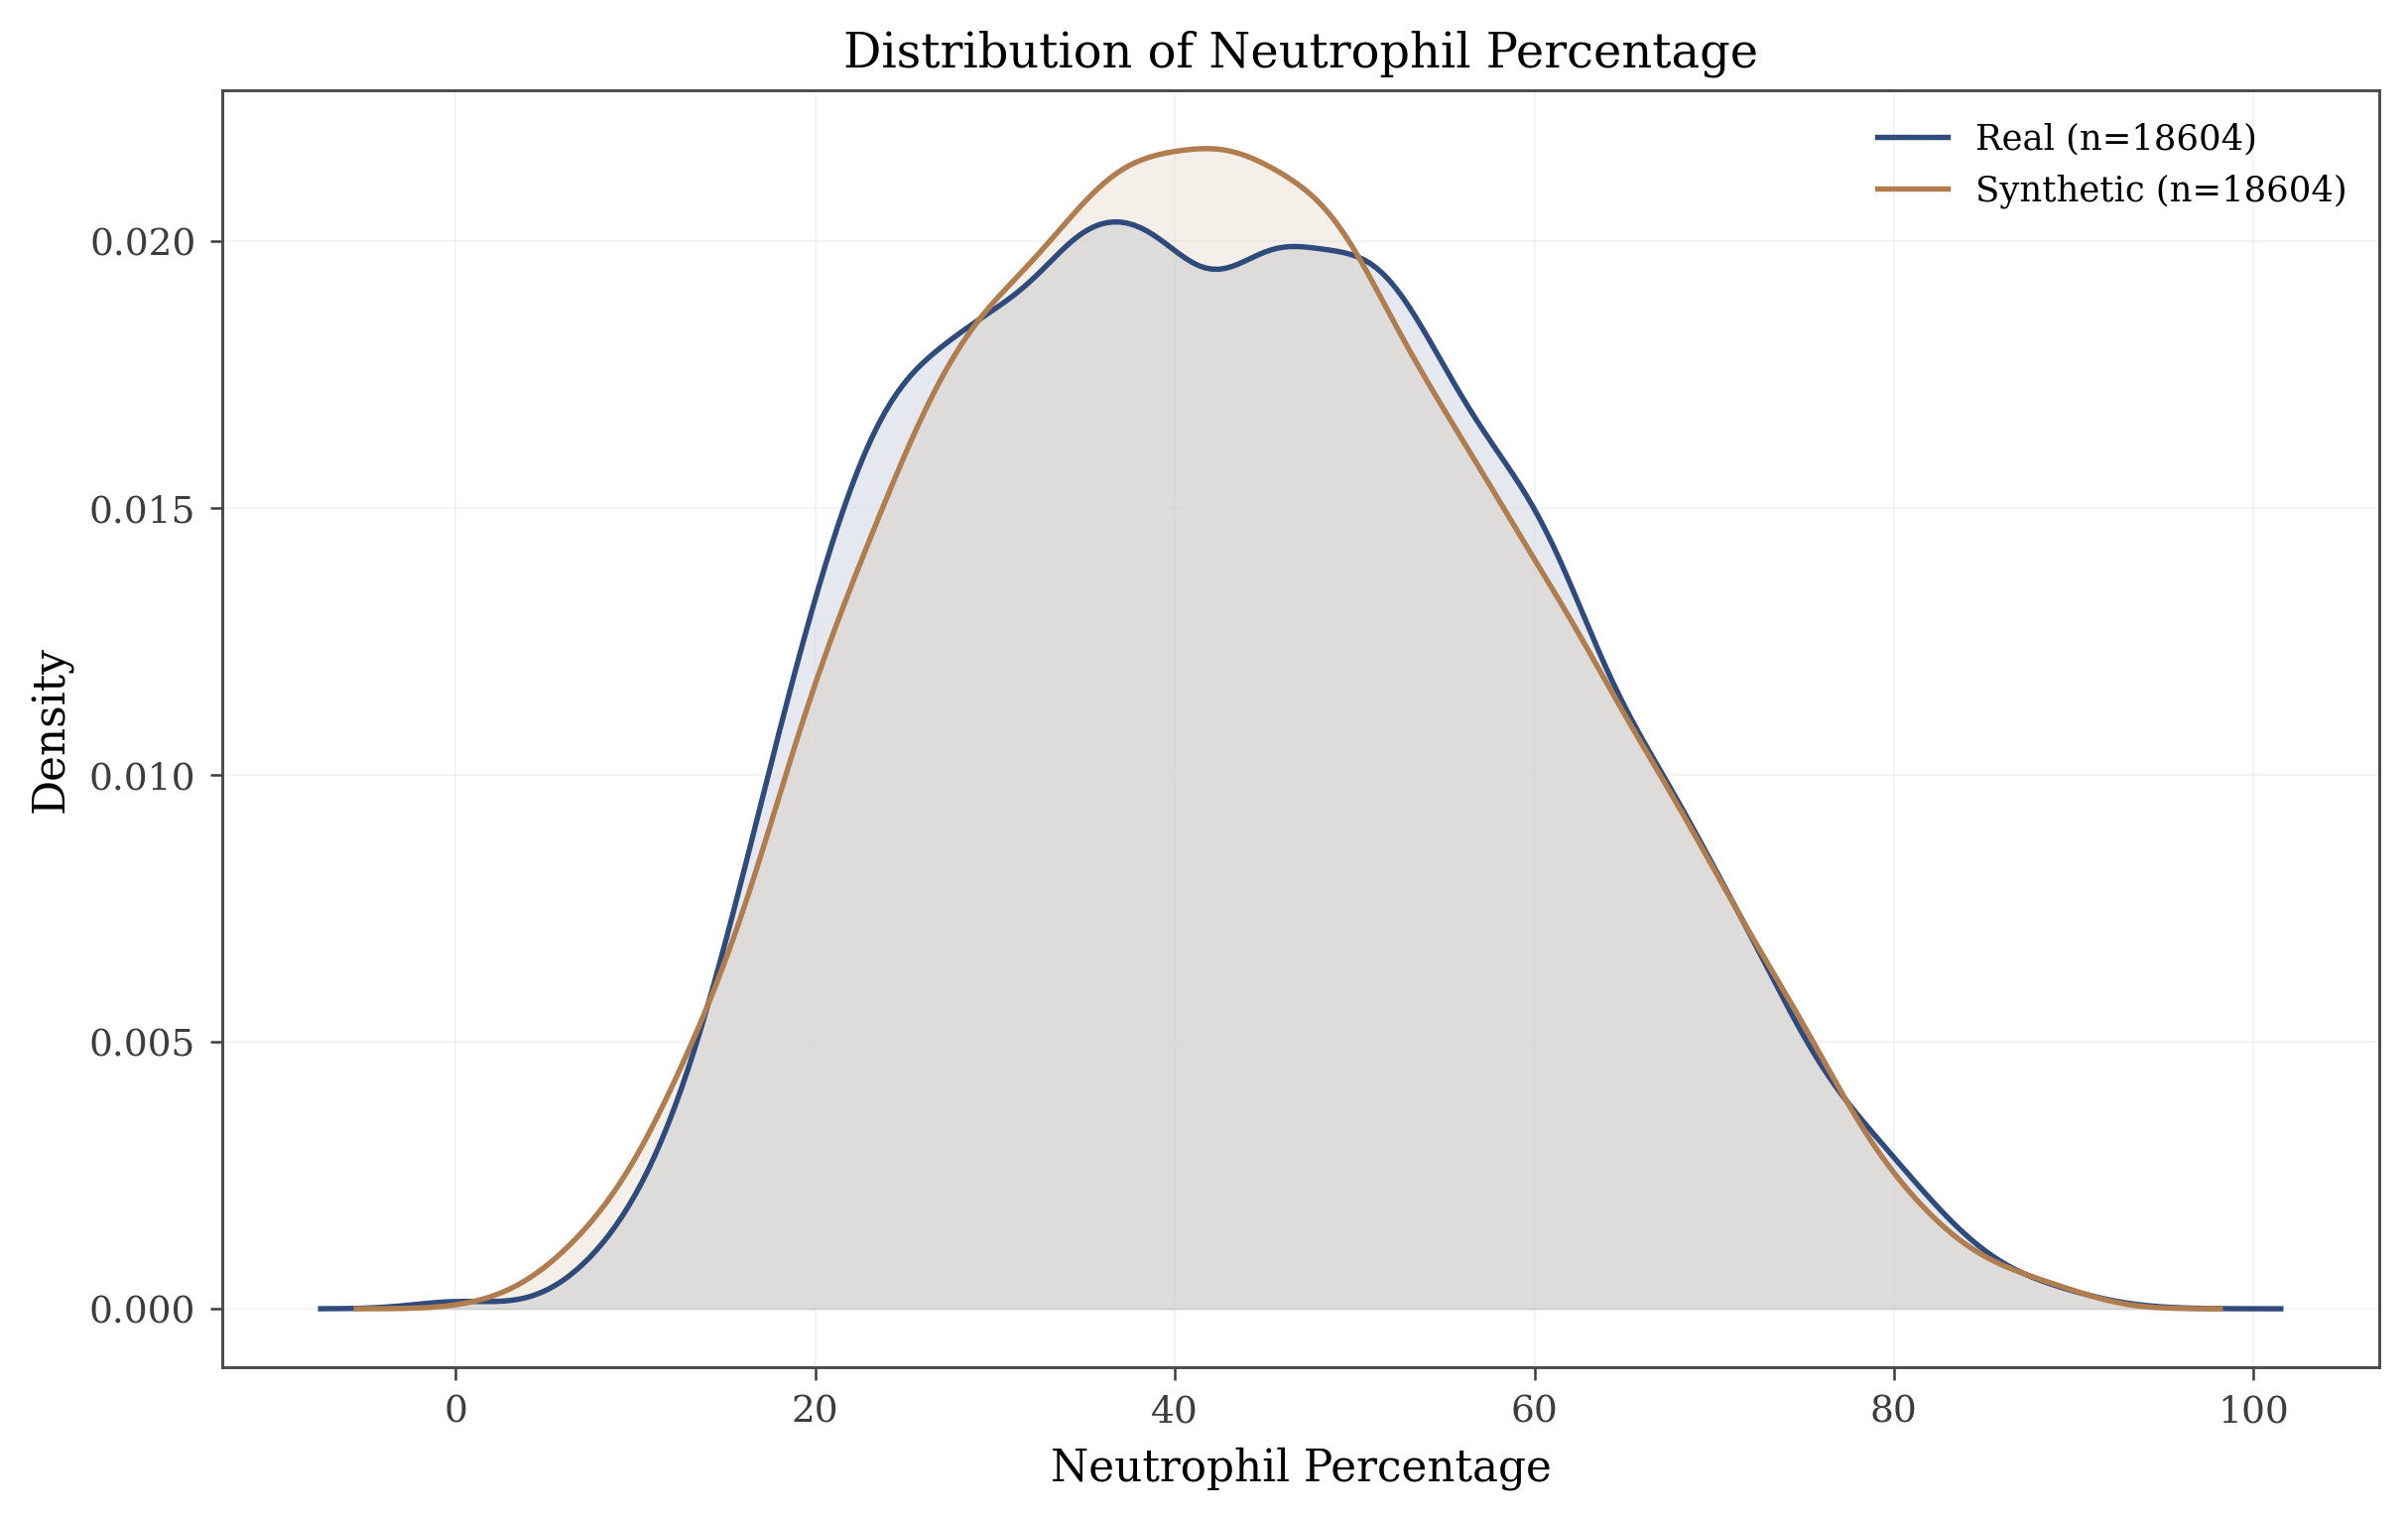 Distribution of Neutrophil Percentage
Real (n=18604)
Synthetic (n=18604)
Density
0.020
0.015
0.010
0.005
0.000
0 20 40 60 80 100
Neutrophil Percentage